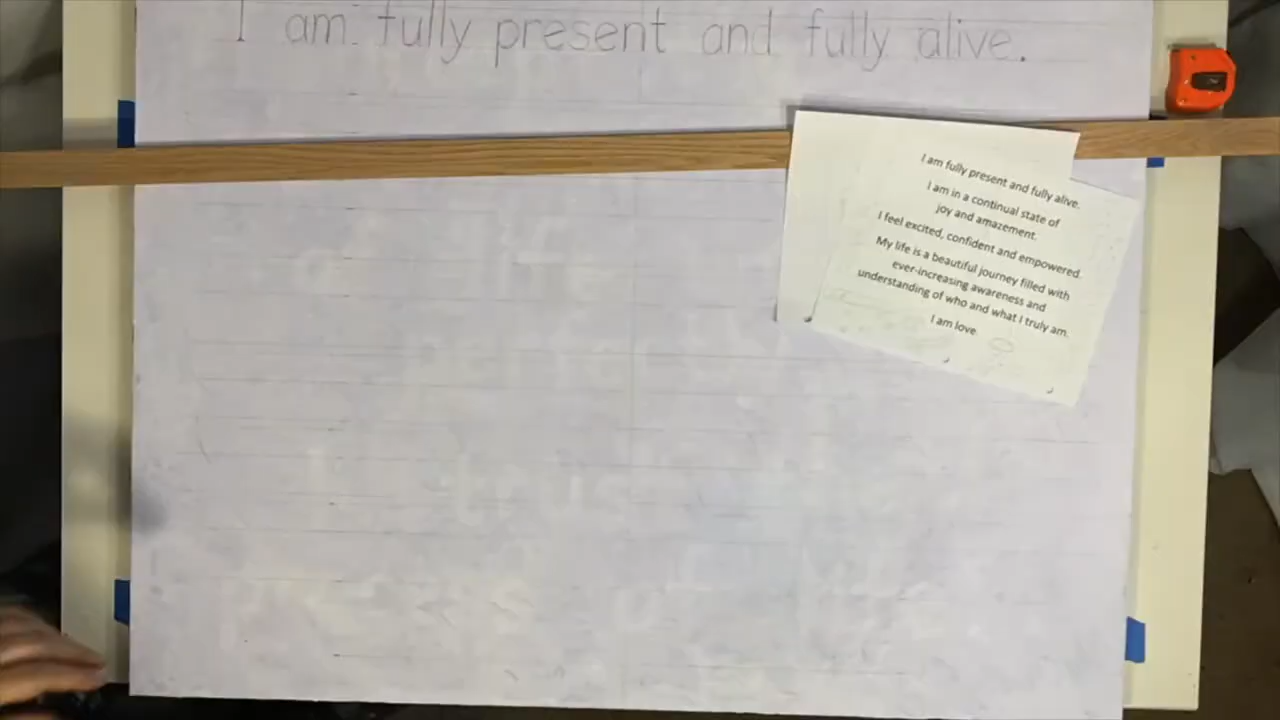 I am fully present and fully alive.
I am fully present and fully alive.
I am in a continual state of
joy and amazement.
I feel excited, confident and empowered.
My life is a beautiful journey filled with
ever-increasing awareness and
understanding of who and what I truly am.
I am love.
trust